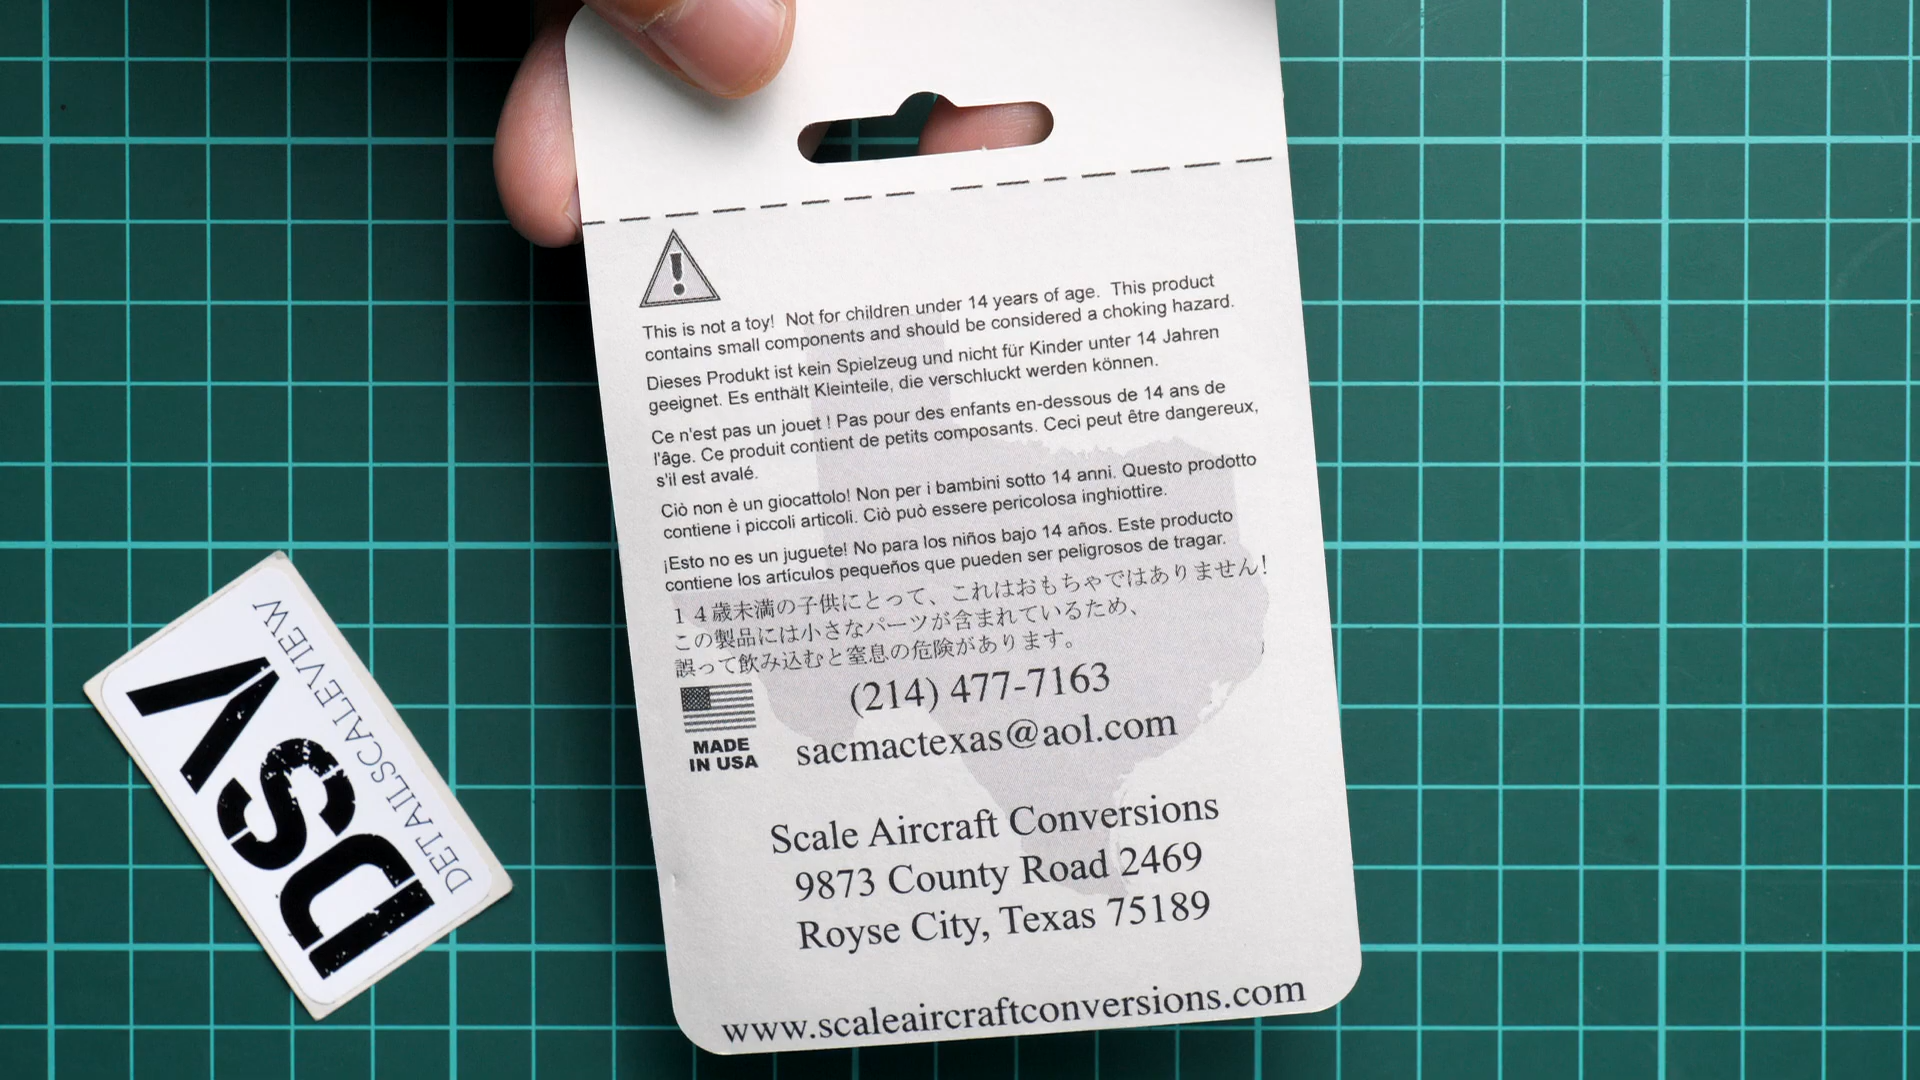 This is not a toy!  Not for children under 14 years of age.  This product
contains small components and should be considered a choking hazard.
Dieses Produkt ist kein Spielzeug und nicht für Kinder unter 14 Jahren
geeignet. Es enthält Kleinteile, die verschluckt werden können.
Ce n'est pas un jouet ! Pas pour des enfants en-dessous de 14 ans de
l'âge. Ce produit contient de petits composants. Ceci peut être dangereux,
s'il est avalé.
Ciò non è un giocattolo! Non per i bambini sotto 14 anni. Questo prodotto
contiene i piccoli articoli. Ciò può essere pericolosa inghiottire.
¡Esto no es un juguete! No para los niños bajo 14 años. Este producto
contiene los artículos pequeños que pueden ser peligrosos de tragar.
１４歳未満の子供にとって、これはおもちゃではありません!
この製品には小さなパーツが含まれているため、
誤って飲み込むと窒息の危険があります。
MADE
IN USA
(214) 477-7163
sacmactexas@aol.com
Scale Aircraft Conversions
9873 County Road 2469
Royse City, Texas 75189
www.scaleaircraftconversions.com
DSV
DETAILSCALEVIEW